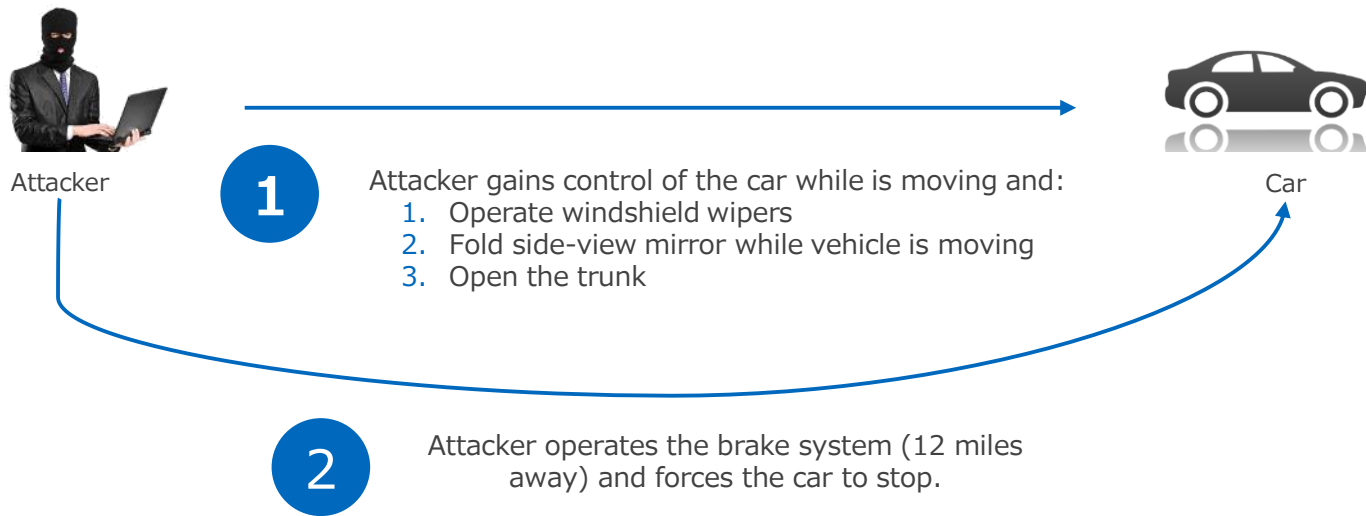 Attacker
Car
1
Attacker gains control of the car while is moving and:
1. Operate windshield wipers
2. Fold side-view mirror while vehicle is moving
3. Open the trunk
2
Attacker operates the brake system (12 miles
away) and forces the car to stop.